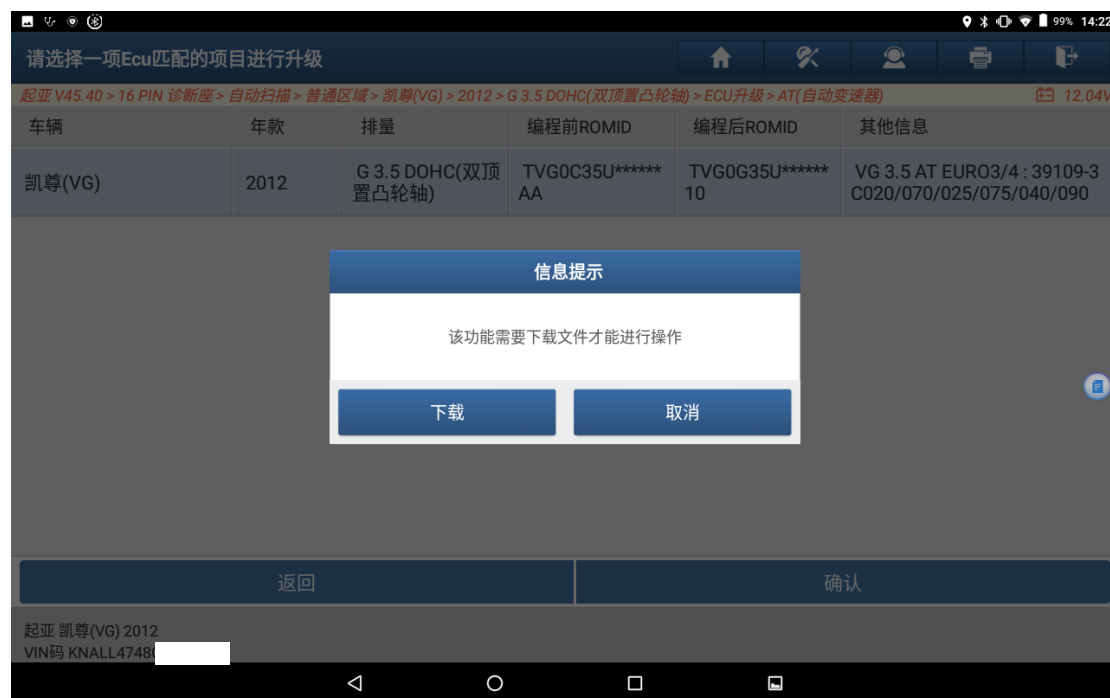 99% 14:22
请选择一项Ecu匹配的项目进行升级
起亚 V45.40 > 16 PIN 诊断座 > 自动扫描 > 普通区域 > 凯尊(VG) > 2012 > G 3.5 DOHC(双顶置凸轮轴) > ECU升级 > AT(自动变速器) 12.04V
车辆 年款 排量 编程前ROMID 编程后ROMID 其他信息
凯尊(VG) 2012 G 3.5 DOHC(双顶 TVG0C35U****** TVG0G35U****** VG 3.5 AT EURO3/4 : 39109-3
置凸轮轴) AA 10 C020/070/025/075/040/090
信息提示
该功能需要下载文件才能进行操作
下载 取消
返回 确认
起亚 凯尊(VG) 2012
VIN码 KNALL4748